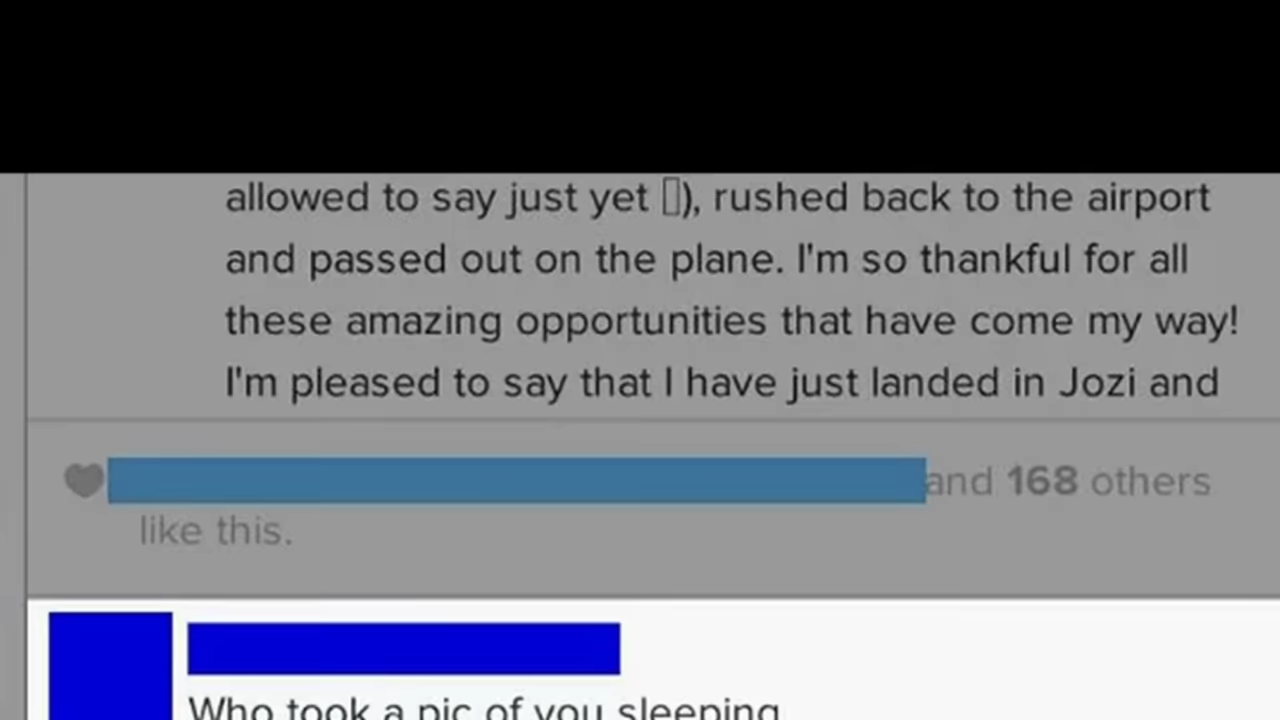 allowed to say just yet ▯), rushed back to the airport
and passed out on the plane. I'm so thankful for all
these amazing opportunities that have come my way!
I'm pleased to say that I have just landed in Jozi and
and 168 others
like this.
Who took a pic of you sleeping